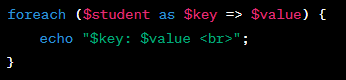 foreach ($student as $key => $value) {
    echo "$key: $value <br>";
}